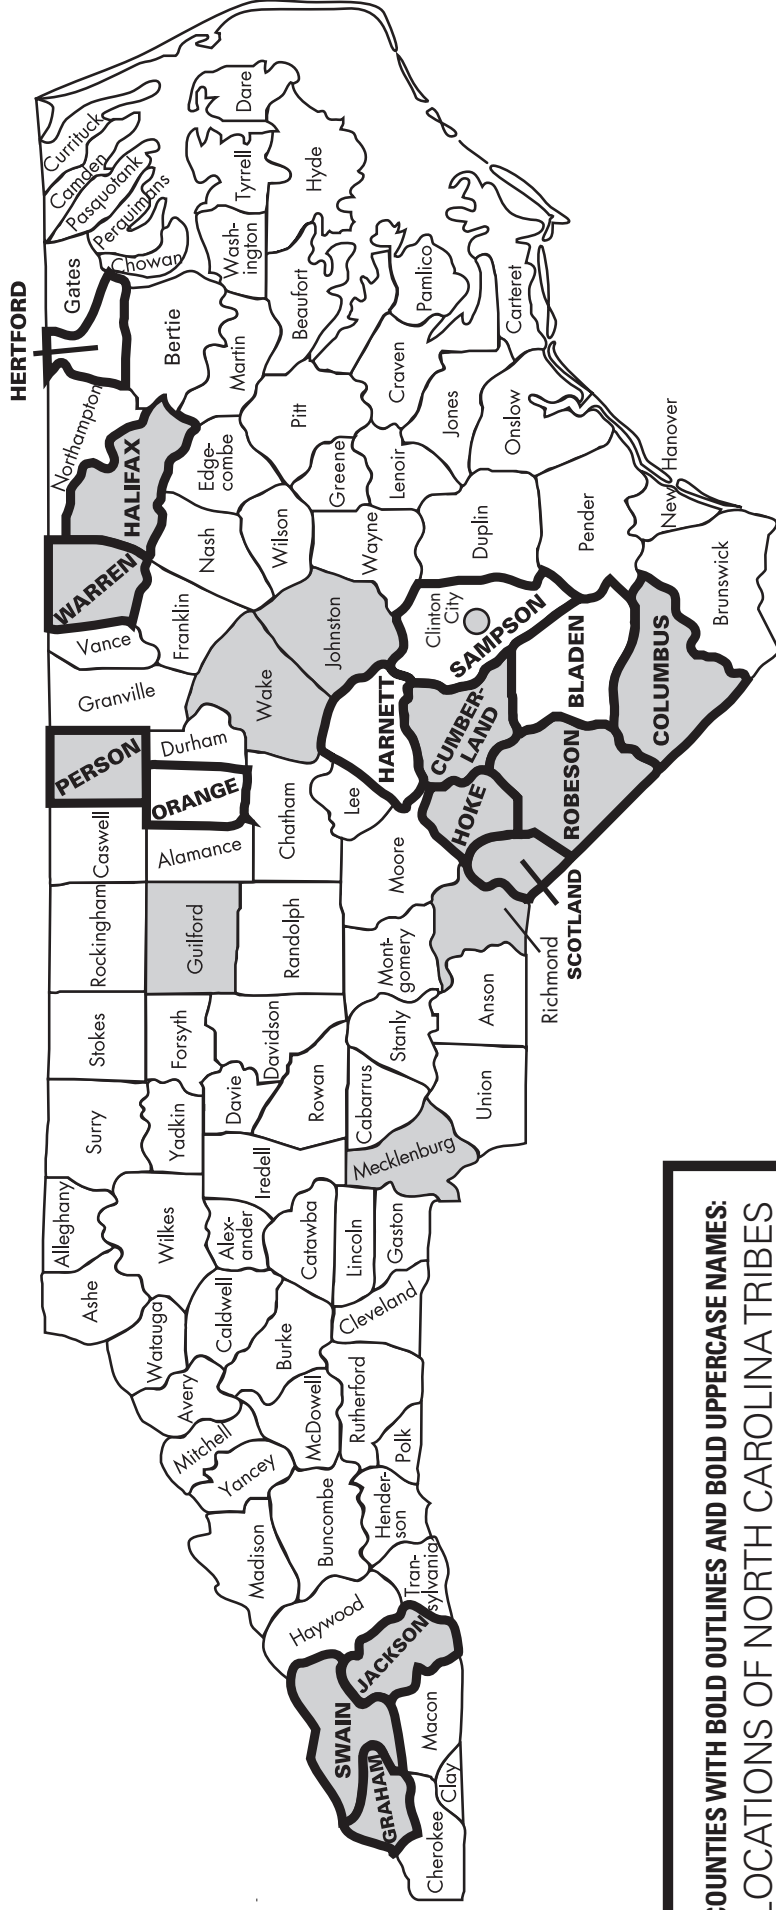 HERTFORD
Currituck
Camden
Pasquotank
Perquimans
Gates
Chowan
Northampton
HALIFAX
WARREN
Vance
Granville
PERSON
Caswell
Rockingham
Stokes
Surry
Alleghany
Ashe
Bertie
Dare
Tyrrell
Wash-
ington
Martin
Edge-
combe
Nash
Franklin
Wake
Durham
ORANGE
Alamance
Guilford
Forsyth
Yadkin
Wilkes
Watauga
Avery
Mitchell
Yancey
Madison
Hyde
Beaufort
Pitt
Greene
Wilson
Johnston
Chatham
Randolph
Davidson
Davie
Rowan
Iredell
Alex-
ander
Catawba
Caldwell
Burke
McDowell
Buncombe
Haywood
Pamlico
Craven
Lenoir
Wayne
HARNETT
Lee
Moore
Mont-
gomery
Stanly
Cabarrus
Mecklenburg
Lincoln
Gaston
Cleveland
Rutherford
Polk
Hender-
son
Tran-
sylvania
JACKSON
SWAIN
GRAHAM
Macon
Clay
Cherokee
Carteret
Jones
Onslow
Duplin
Clinton
City
SAMPSON
CUMBER-
LAND
HOKE
Pender
New Hanover
Brunswick
BLADEN
COLUMBUS
ROBESON
SCOTLAND
Richmond
Anson
Union
COUNTIES WITH BOLD OUTLINES AND BOLD UPPERCASE NAMES:
LOCATIONS OF NORTH CAROLINA TRIBES